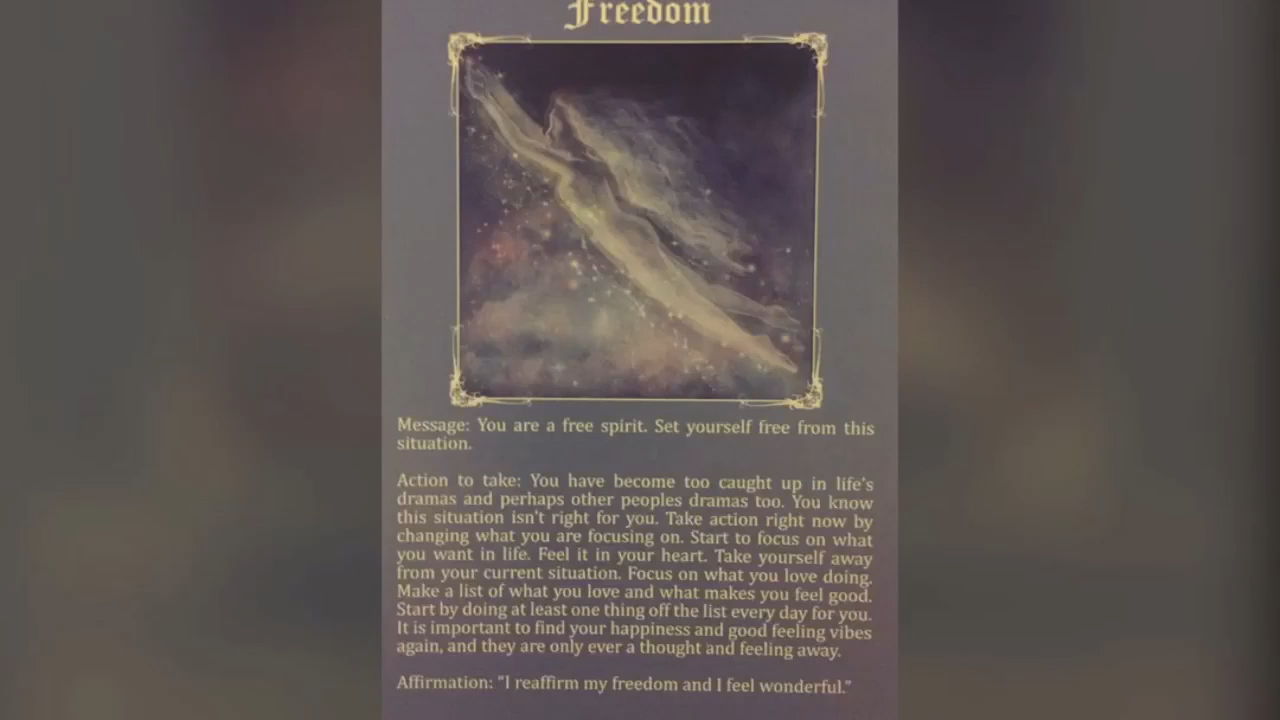 Freedom
Message: You are a free spirit. Set yourself free from this
situation.
Action to take: You have become too caught up in life's
dramas and perhaps other peoples dramas too. You know
this situation isn't right for you. Take action right now by
changing what you are focusing on. Start to focus on what
you want in life. Feel it in your heart. Take yourself away
from your current situation. Focus on what you love doing.
Make a list of what you love and what makes you feel good.
Start by doing at least one thing off the list every day for you.
It is important to find your happiness and good feeling vibes
again, and they are only ever a thought and feeling away.
Affirmation: "I reaffirm my freedom and I feel wonderful."